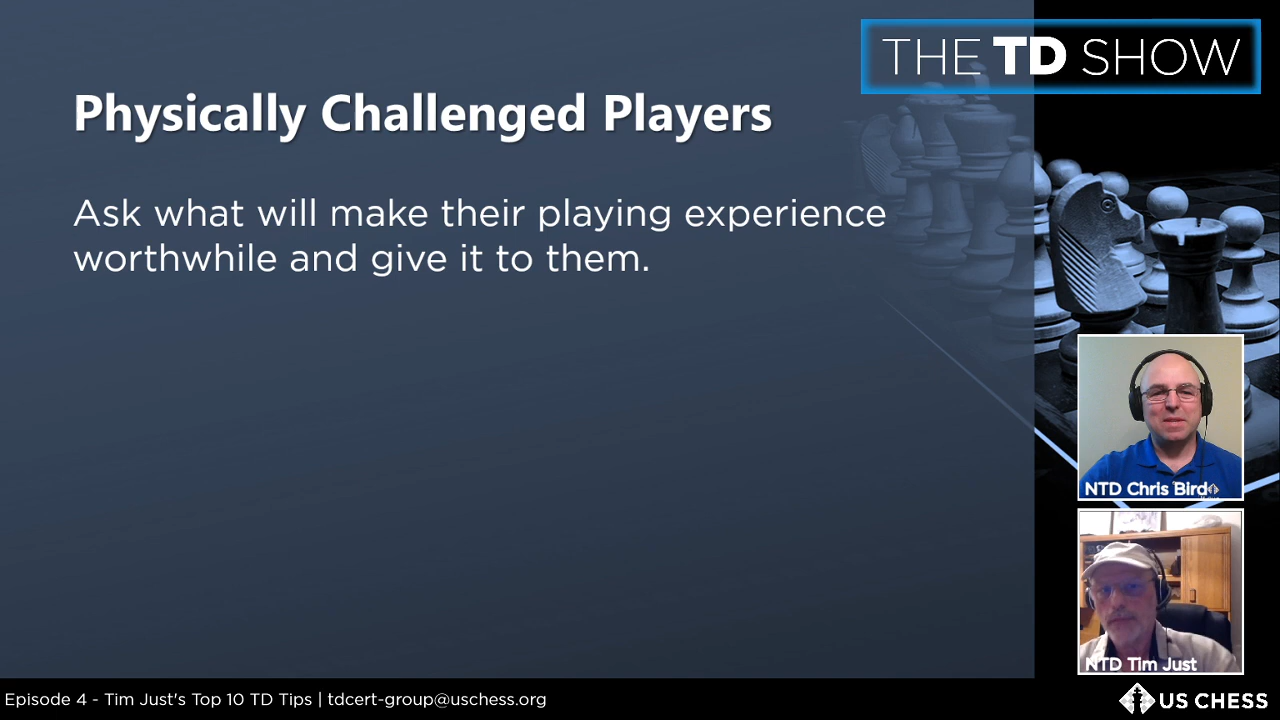 THE TD SHOW
Physically Challenged Players
Ask what will make their playing experience
worthwhile and give it to them.
NTD Chris Bird
NTD Tim Just
Episode 4 - Tim Just's Top 10 TD Tips | tdcert-group@uschess.org
US CHESS